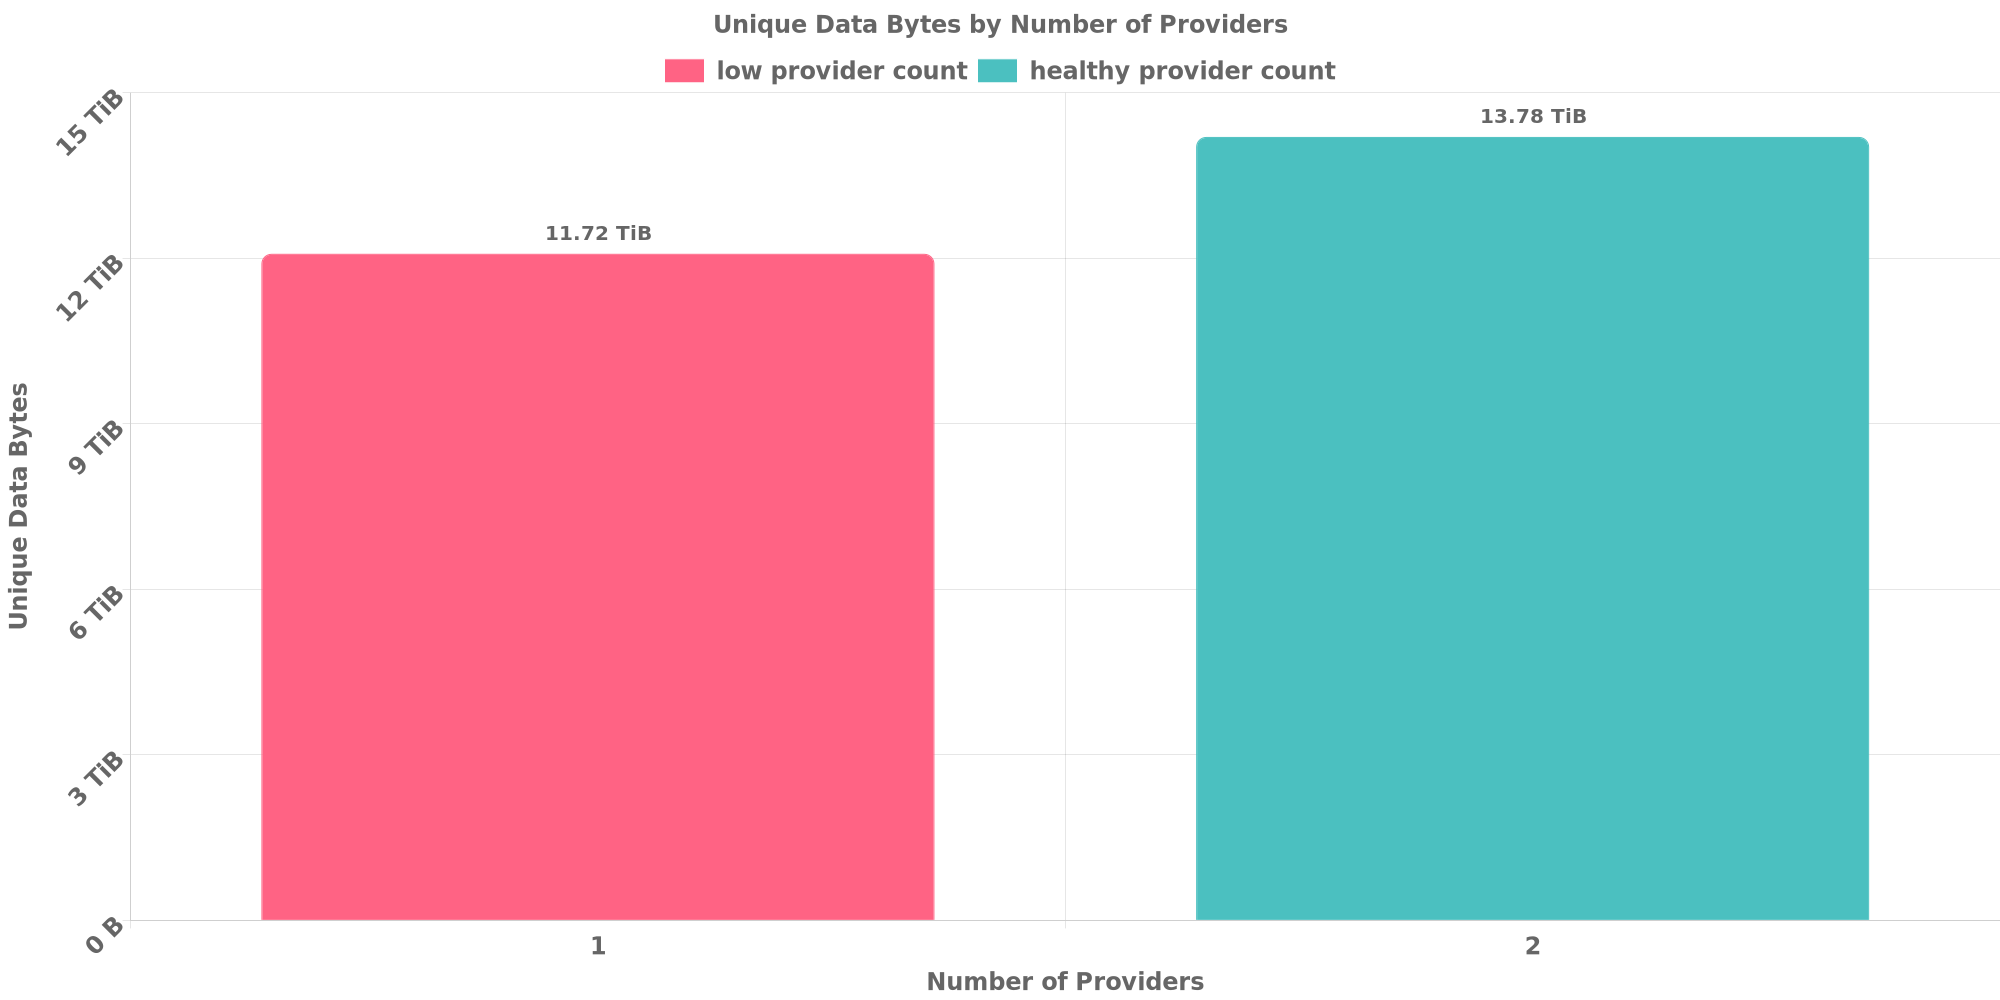 Unique Data Bytes by Number of Providers
low provider count
healthy provider count
15 TiB
12 TiB
9 TiB
6 TiB
3 TiB
0 B
Unique Data Bytes
11.72 TiB
13.78 TiB
1
2
Number of Providers